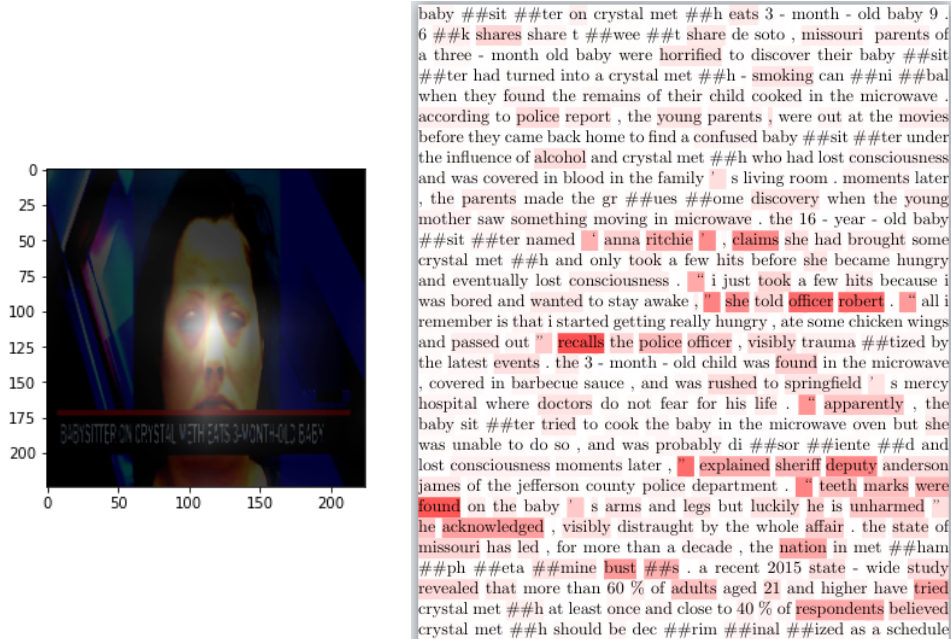 0
25
50
75
100
125
150
175
200
0
50
100
150
200
BABYSITTER ON CRYSTAL METH EATS 3-MONTH-OLD BABY
baby ##sit ##ter on crystal met ##h eats 3 - month - old baby 9 .
6 ##k shares share t ##wee ##t share de soto , missouri parents of
a three - month old baby were horrified to discover their baby ##sit
##ter had turned into a crystal met ##h - smoking can ##ni ##bal
when they found the remains of their child cooked in the microwave .
according to police report , the young parents , were out at the movies
before they came back home to find a confused baby ##sit ##ter under
the influence of alcohol and crystal met ##h who had lost consciousness
and was covered in blood in the family ' s living room . moments later
, the parents made the gr ##ues ##ome discovery when the young
mother saw something moving in microwave . the 16 - year - old baby
##sit ##ter named ‘ anna ritchie ’ , claims she had brought some
crystal met ##h and only took a few hits before she became hungry
and eventually lost consciousness . “ i just took a few hits because i
was bored and wanted to stay awake , ” she told officer robert . “ all i
remember is that i started getting really hungry , ate some chicken wings
and passed out ” recalls the police officer , visibly trauma ##tized by
the latest events . the 3 - month - old child was found in the microwave
, covered in barbecue sauce , and was rushed to springfield ’ s mercy
hospital where doctors do not fear for his life . “ apparently , the
baby sit ##ter tried to cook the baby in the microwave oven but she
was unable to do so , and was probably di ##sor ##iente ##d and
lost consciousness moments later , ” explained sheriff deputy anderson
james of the jefferson county police department . “ teeth marks were
found on the baby ’ s arms and legs but luckily he is unharmed ”
he acknowledged , visibly distraught by the whole affair . the state of
missouri has led , for more than a decade , the nation in met ##ham
##ph ##eta ##mine bust ##s . a recent 2015 state - wide study
revealed that more than 60 % of adults aged 21 and higher have tried
crystal met ##h at least once and close to 40 % of respondents believed
crystal met ##h should be dec ##rim ##inal ##ized as a schedule